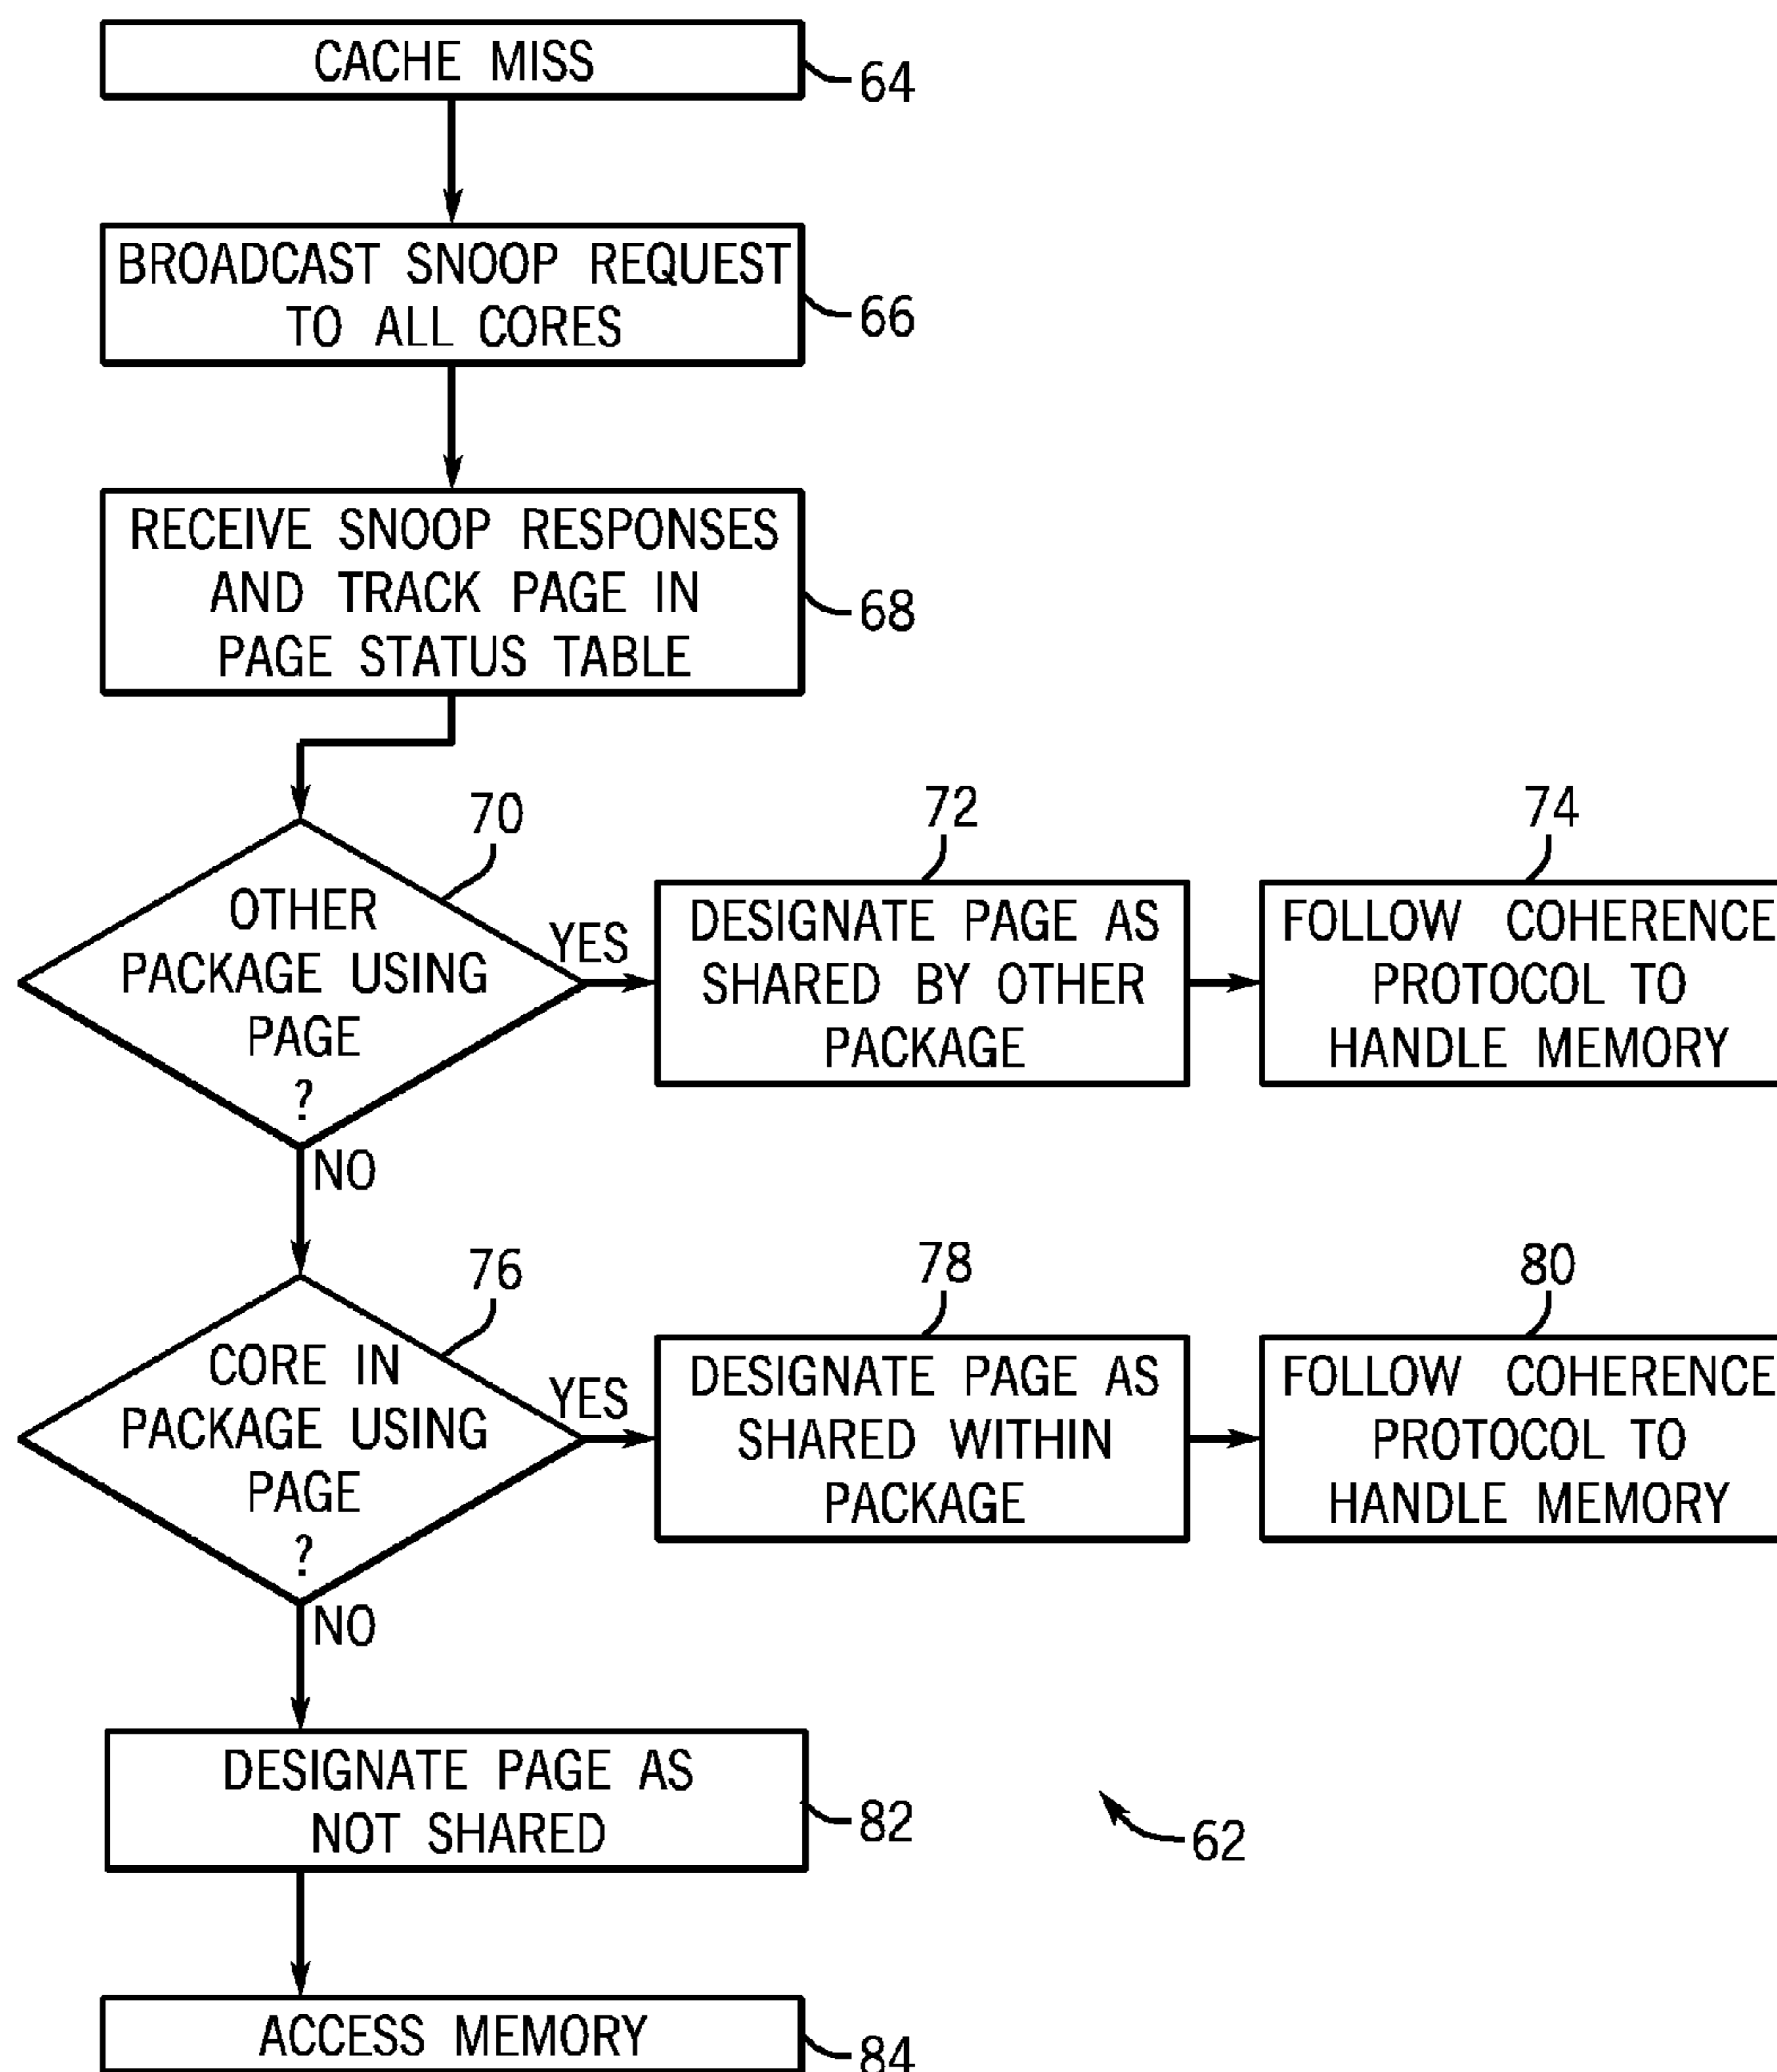 CACHE MISS
64
BROADCAST SNOOP REQUEST
TO ALL CORES
66
RECEIVE SNOOP RESPONSES
AND TRACK PAGE IN
PAGE STATUS TABLE
68
70
OTHER
PACKAGE USING
PAGE
?
YES
NO
72
DESIGNATE PAGE AS
SHARED BY OTHER
PACKAGE
74
FOLLOW COHERENCE
PROTOCOL TO
HANDLE MEMORY
76
CORE IN
PACKAGE USING
PAGE
?
YES
NO
78
DESIGNATE PAGE AS
SHARED WITHIN
PACKAGE
80
FOLLOW COHERENCE
PROTOCOL TO
HANDLE MEMORY
DESIGNATE PAGE AS
NOT SHARED
82
62
ACCESS MEMORY
84